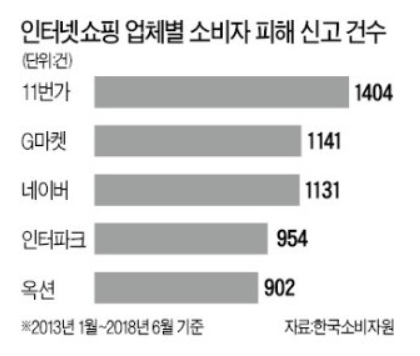 인터넷쇼핑 업체별 소비자 피해 신고 건수
(단위:건)
11번가 1404
G마켓 1141
네이버 1131
인터파크 954
옥션 902
※2013년 1월~2018년 6월 기준 자료:한국소비자원